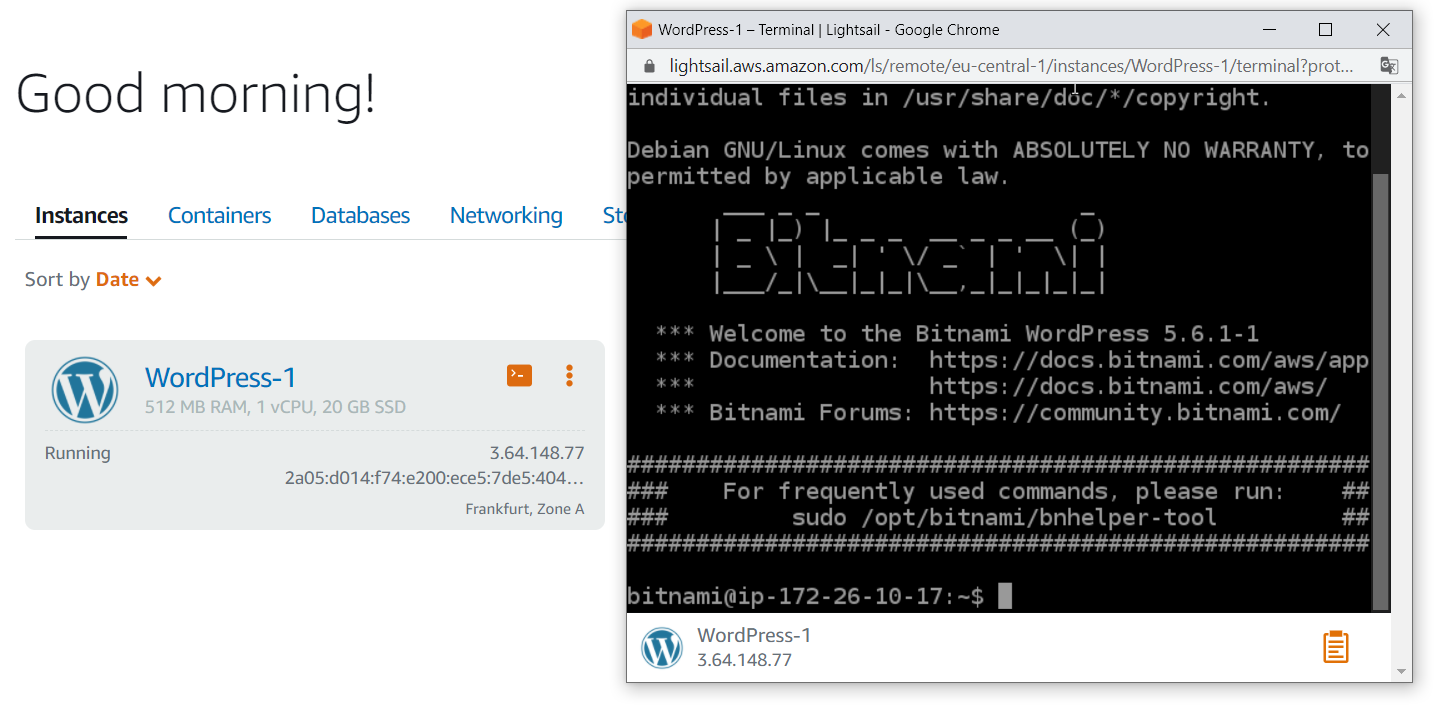 Good morning!
Instances Containers Databases Networking Sto
Sort by Date
WordPress-1
512 MB RAM, 1 vCPU, 20 GB SSD
Running 3.64.148.77
2a05:d014:f74:e200:ece5:7de5:404...
Frankfurt, Zone A
WordPress-1 – Terminal | Lightsail - Google Chrome
lightsail.aws.amazon.com/ls/remote/eu-central-1/instances/WordPress-1/terminal?prot...
individual files in /usr/share/doc/*/copyright.
Debian GNU/Linux comes with ABSOLUTELY NO WARRANTY, to
permitted by applicable law.
Bitnami
*** Welcome to the Bitnami WordPress 5.6.1-1
*** Documentation: https://docs.bitnami.com/aws/app
*** https://docs.bitnami.com/aws/
*** Bitnami Forums: https://community.bitnami.com/
######################################################
### For frequently used commands, please run: ##
### sudo /opt/bitnami/bnhelper-tool ##
######################################################
bitnami@ip-172-26-10-17:~$
WordPress-1
3.64.148.77